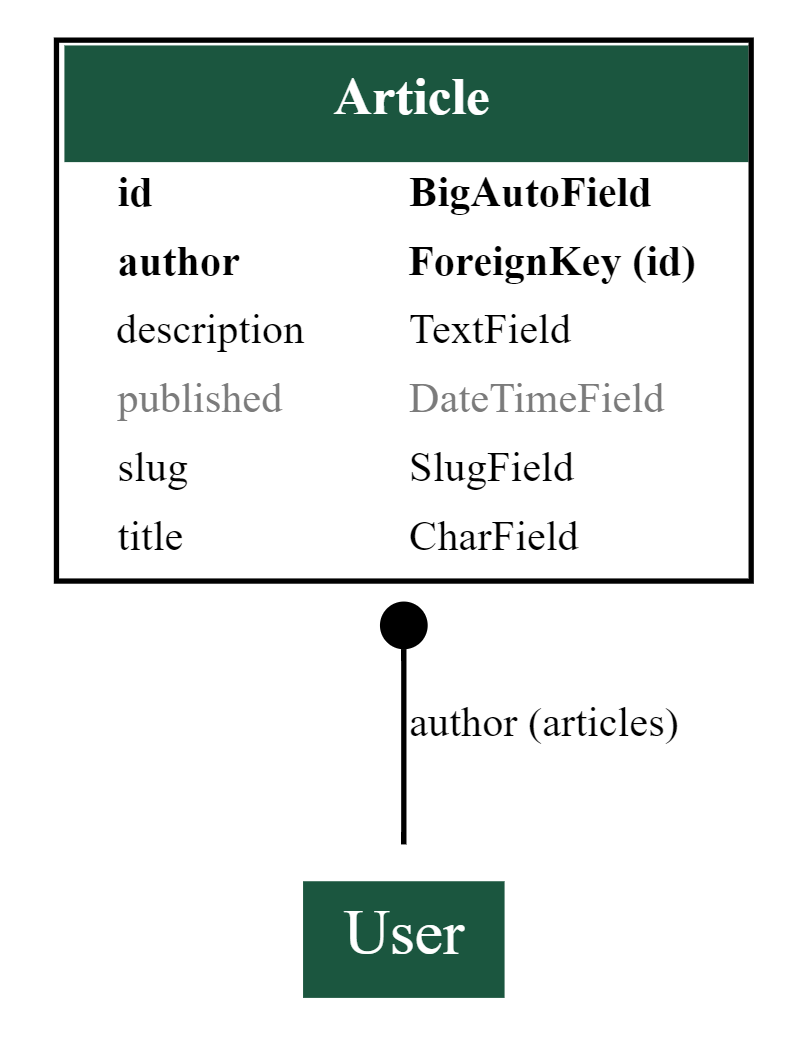 Article
id BigAutoField
author ForeignKey (id)
description TextField
published DateTimeField
slug SlugField
title CharField
author (articles)
User